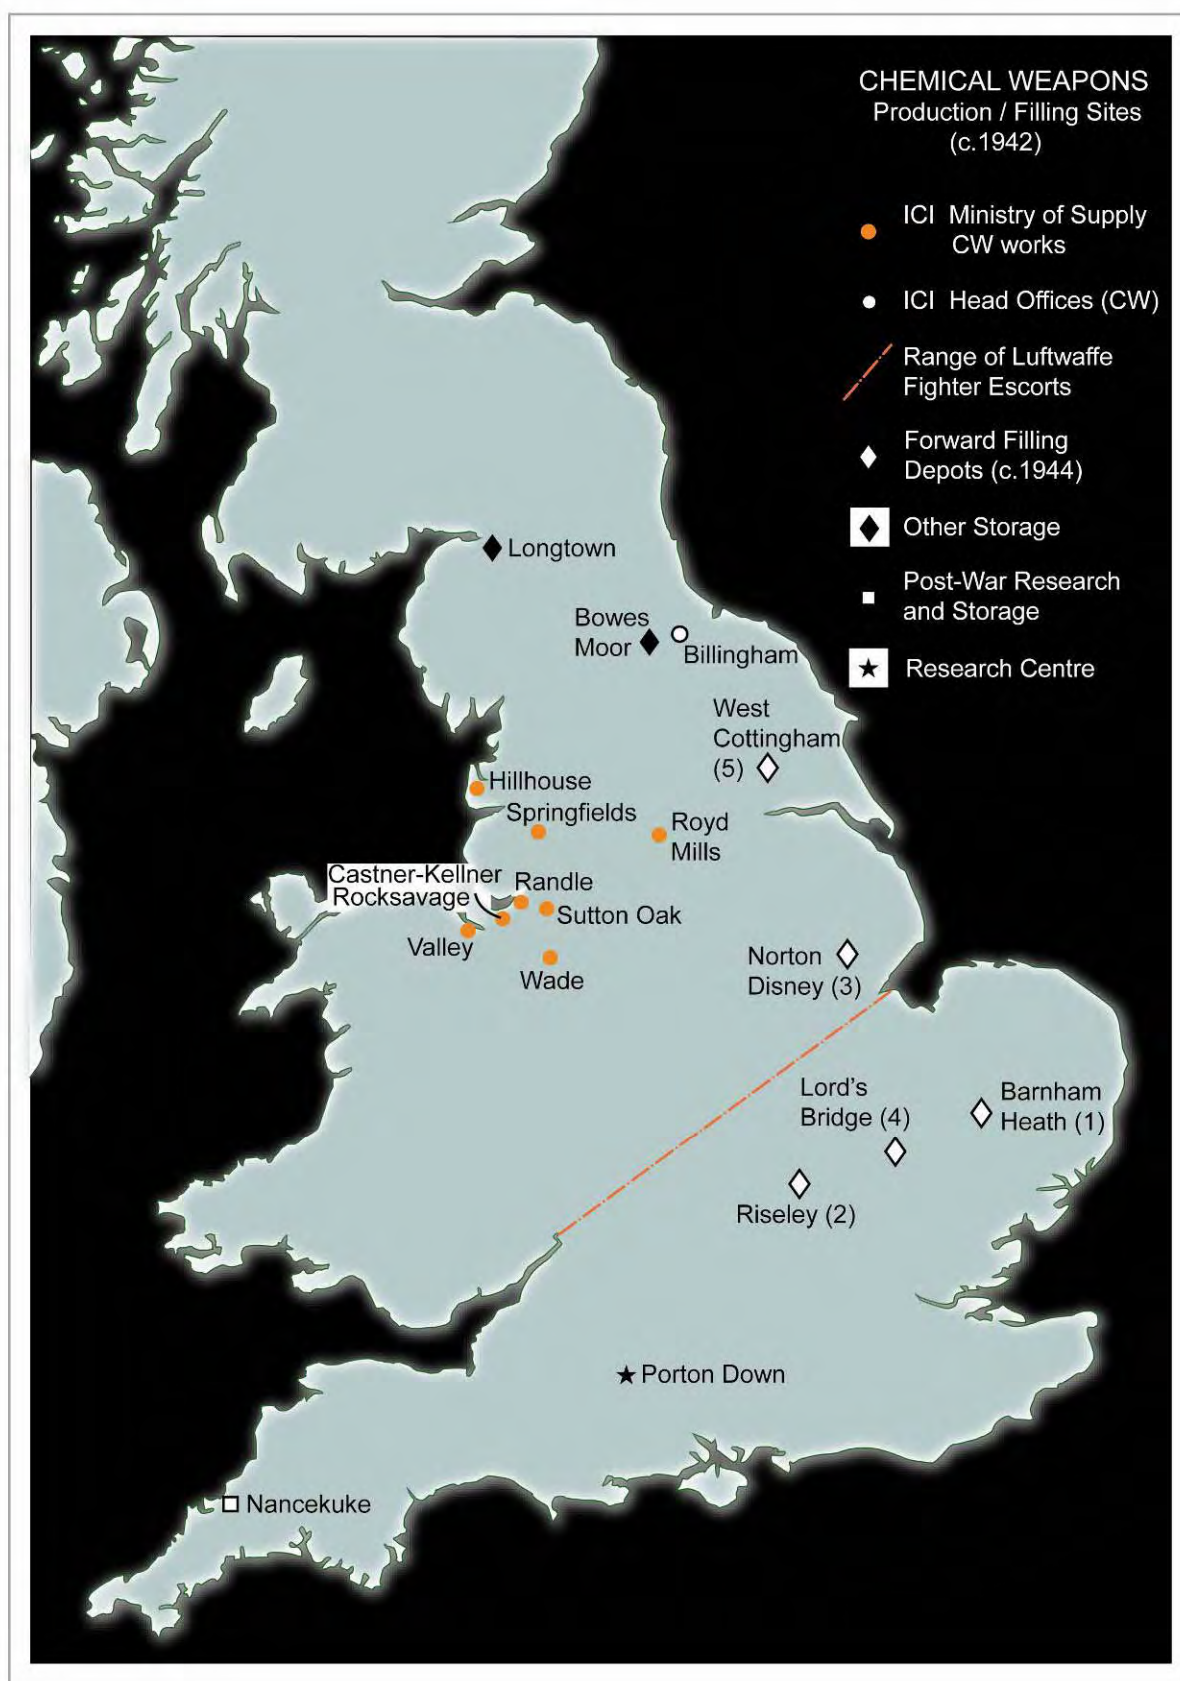 CHEMICAL WEAPONS
Production / Filling Sites
(c.1942)
ICI Ministry of Supply
CW works
ICI Head Offices (CW)
Range of Luftwaffe
Fighter Escorts
Forward Filling
Depots (c.1944)
Other Storage
Post-War Research
and Storage
Research Centre
Longtown
Bowes
Moor
Billingham
West
Cottingham
(5)
Hillhouse
Springfields
Royd
Mills
Castner-Kellner
Rocksavage
Randle
Sutton Oak
Valley
Wade
Norton
Disney (3)
Lord's
Bridge (4)
Barnham
Heath (1)
Riseley (2)
Porton Down
Nancekuke